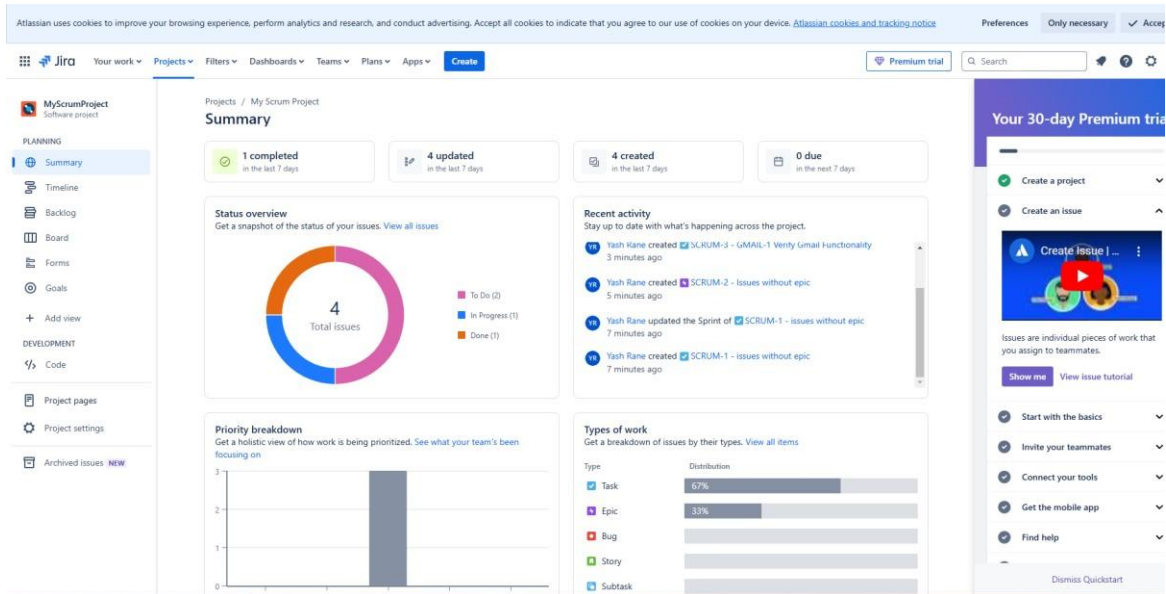 Atlassian uses cookies to improve your browsing experience, perform analytics and research, and conduct advertising. Accept all cookies to indicate that you agree to our use of cookies on your device. Atlassian cookies and tracking notice
Preferences
Only necessary
Accep
Jira
Your work
Projects
Filters
Dashboards
Teams
Plans
Apps
Create
Premium trial
Search
MyScrumProject
Software project
PLANNING
Summary
Timeline
Backlog
Board
Forms
Goals
+ Add view
DEVELOPMENT
Code
Project pages
Project settings
Archived issues NEW
Projects / My Scrum Project
Summary
1 completed
in the last 7 days
4 updated
in the last 7 days
4 created
in the last 7 days
0 due
in the next 7 days
Status overview
Get a snapshot of the status of your issues. View all issues
4
Total issues
To Do (2)
In Progress (1)
Done (1)
Recent activity
Stay up to date with what's happening across the project.
YR Yash Rane created SCRUM-3 - GMAIL-1 Verify Gmail Functionality
3 minutes ago
YR Yash Rane created SCRUM-2 - Issues without epic
5 minutes ago
YR Yash Rane updated the Sprint of SCRUM-1 - issues without epic
7 minutes ago
YR Yash Rane created SCRUM-1 - issues without epic
7 minutes ago
Priority breakdown
Get a holistic view of how work is being prioritized. See what your team's been
focusing on
3
2
1
0
Types of work
Get a breakdown of issues by their types. View all items
Type
Distribution
Task
67%
Epic
33%
Bug
Story
Subtask
Your 30-day Premium tria
Create a project
Create an issue
Create Issue | ...
Issues are individual pieces of work that
you assign to teammates.
Show me
View issue tutorial
Start with the basics
Invite your teammates
Connect your tools
Get the mobile app
Find help
Dismiss Quickstart